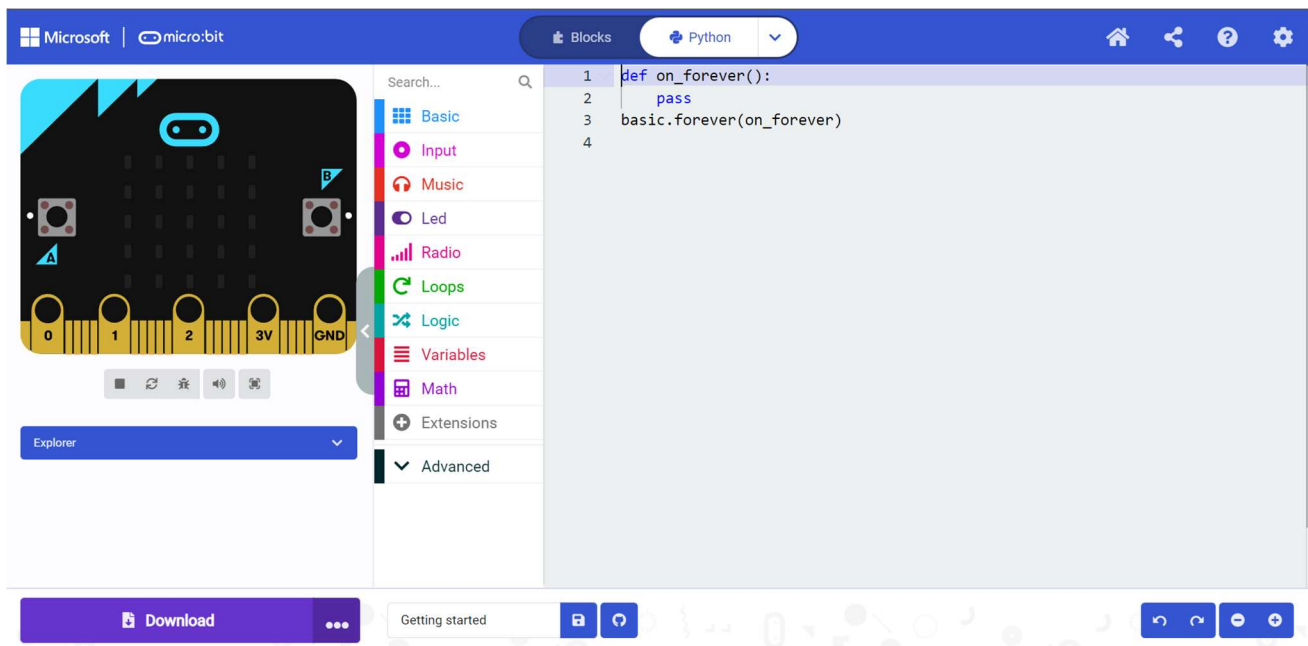 Microsoft | micro:bit
Blocks
Python
B
A
0 1 2 3V GND
Explorer
Search...
Basic
Input
Music
Led
Radio
Loops
Logic
Variables
Math
Extensions
Advanced
1 def on_forever():
2 pass
3 basic.forever(on_forever)
4
Download
Getting started